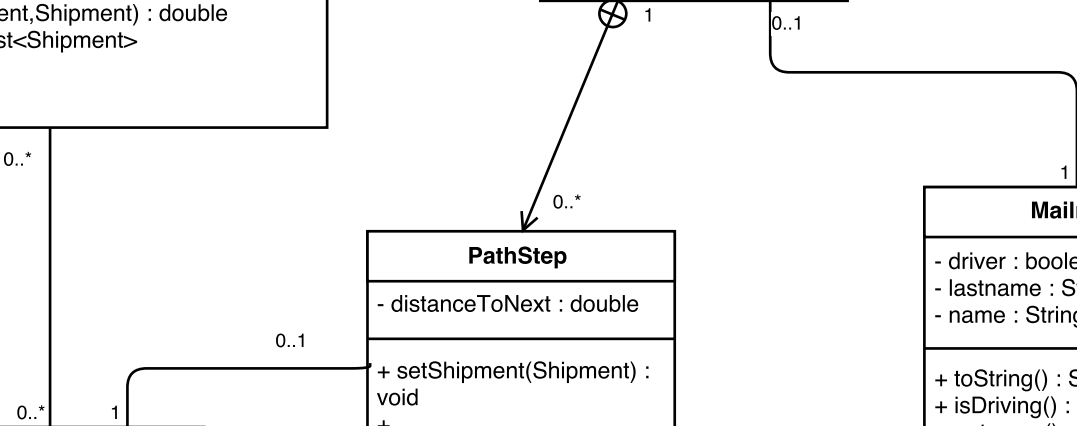 ent,Shipment) : double
st<Shipment>
1
0..1
0..*
1
0..*
Mail
PathStep
- driver : boole
- lastname : S
- name : String
- distanceToNext : double
0..1
+ setShipment(Shipment) :
void
+
+ toString() : S
+ isDriving() :
0..*
1